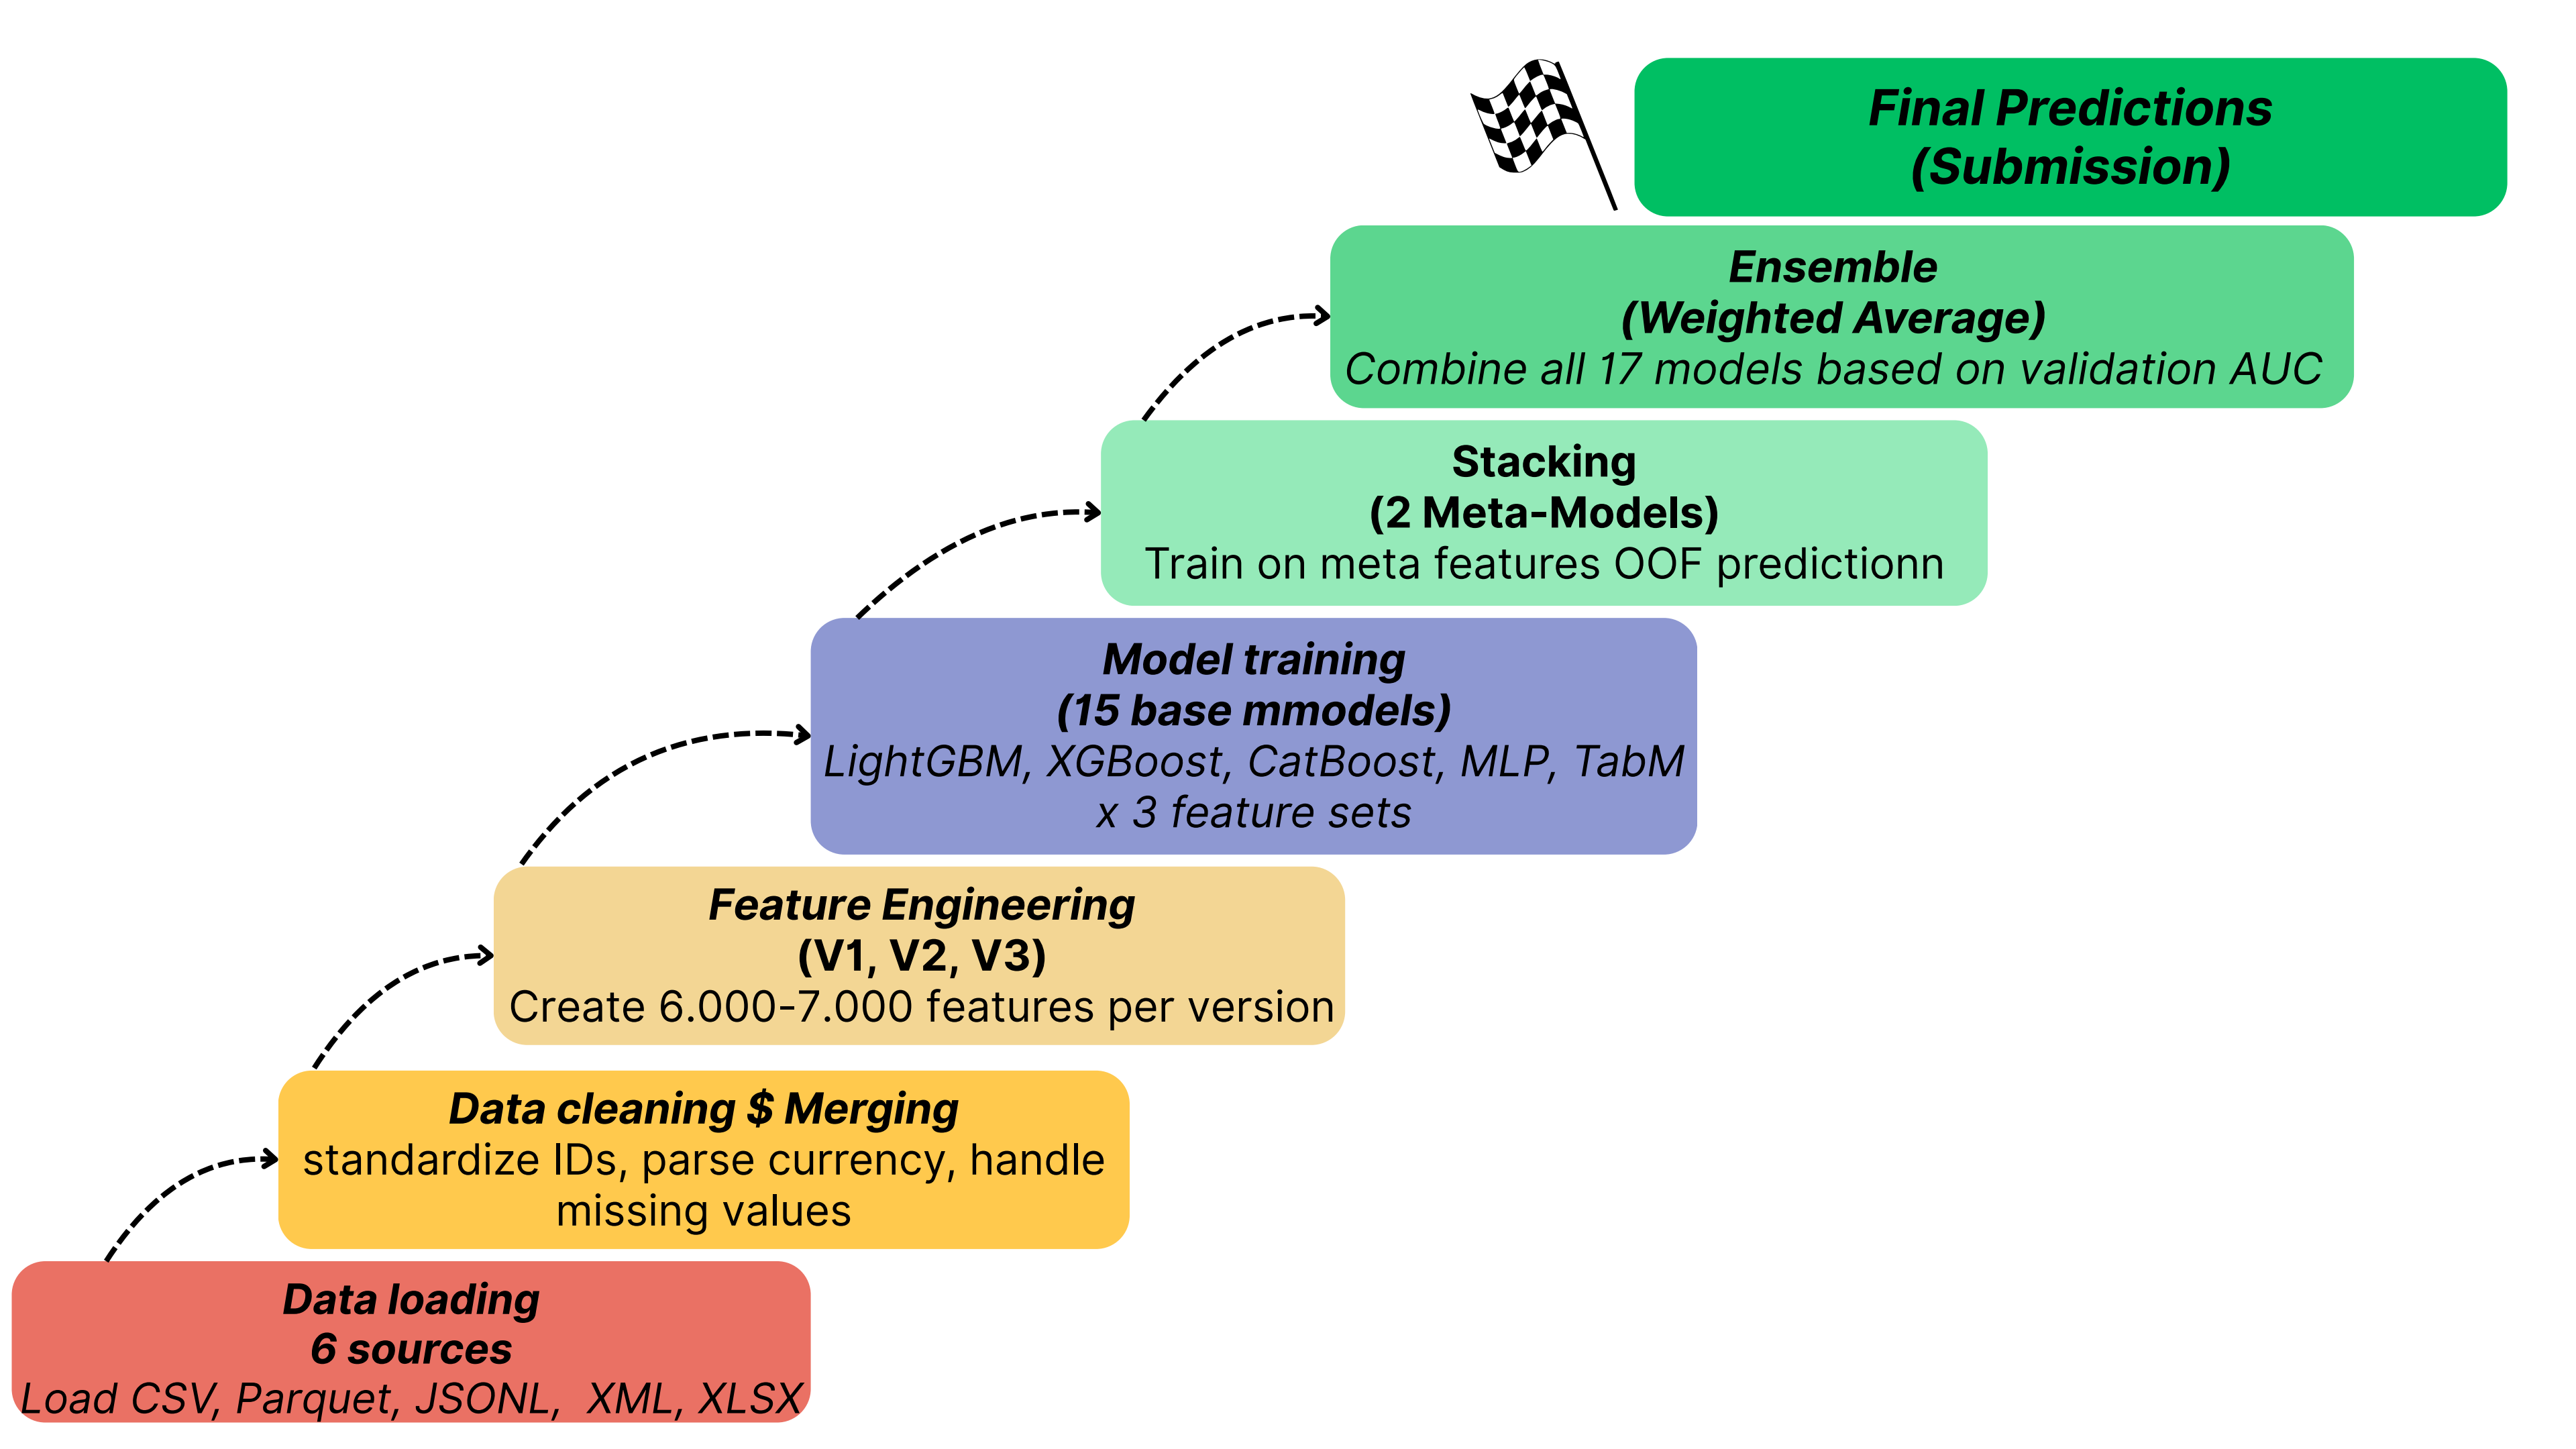 Final Predictions
(Submission)
Ensemble
(Weighted Average)
Combine all 17 models based on validation AUC
Stacking
(2 Meta-Models)
Train on meta features OOF predictionn
Model training
(15 base mmodels)
LightGBM, XGBoost, CatBoost, MLP, TabM
x 3 feature sets
Feature Engineering
(V1, V2, V3)
Create 6.000-7.000 features per version
Data cleaning $ Merging
standardize IDs, parse currency, handle
missing values
Data loading
6 sources
Load CSV, Parquet, JSONL, XML, XLSX